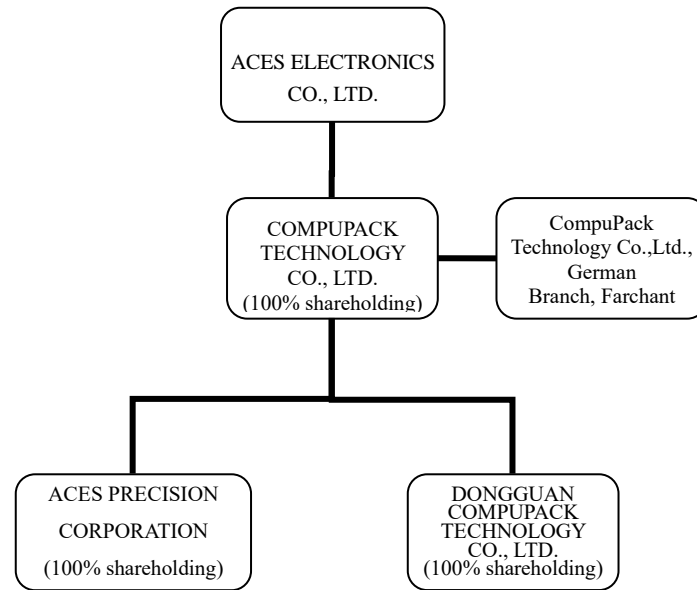 ACES ELECTRONICS
CO., LTD.
COMPUPACK
TECHNOLOGY
CO., LTD.
(100% shareholding)
CompuPack
Technology Co.,Ltd.,
German
Branch, Farchant
ACES PRECISION
CORPORATION
(100% shareholding)
DONGGUAN
COMPUPACK
TECHNOLOGY
CO., LTD.
(100% shareholding)